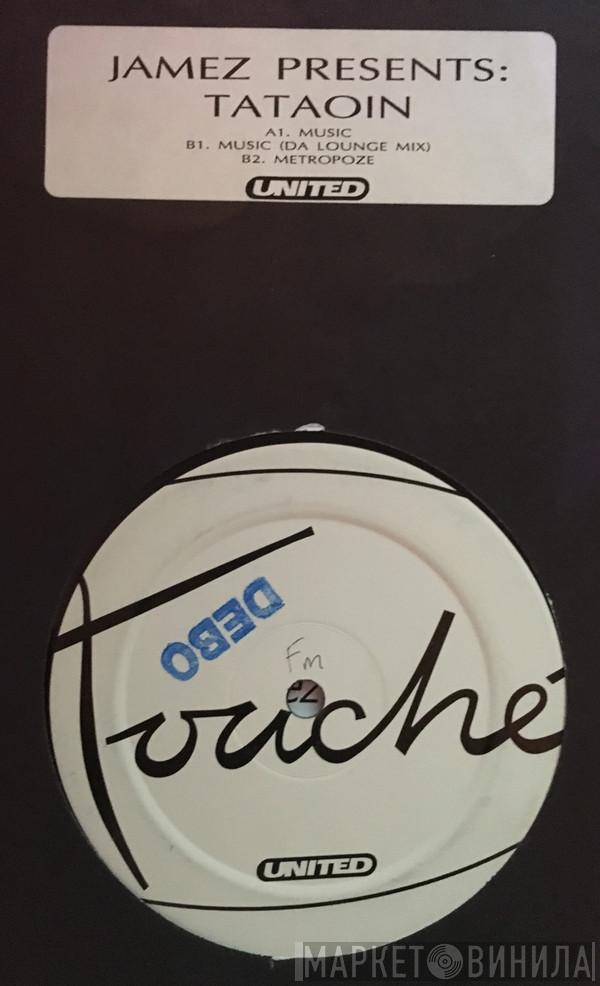 JAMEZ PRESENTS:
TATAOIN
A1. MUSIC
B1. MUSIC (DA LOUNGE MIX)
B2. METROPOZE
UNITED
DEBO
Fm
Touché
UNITED
МАРКЕТ ВИНИЛА